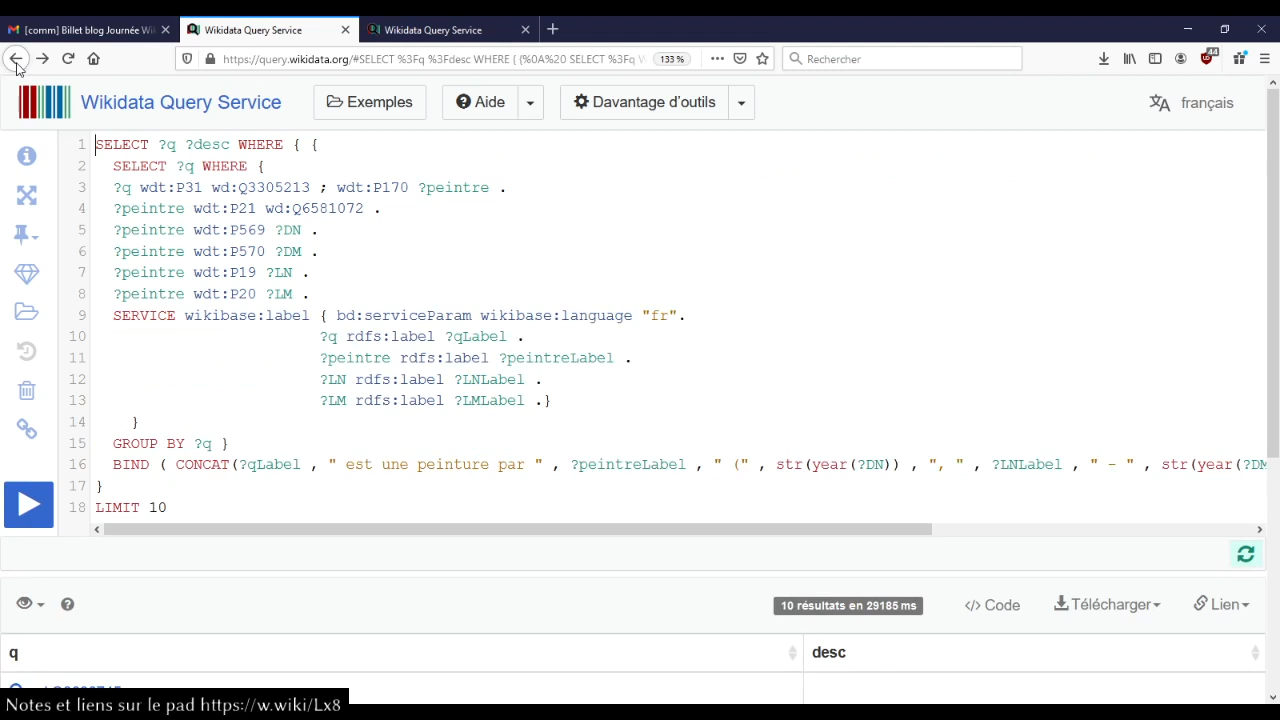 [comm] Billet blog Journée Wi
Wikidata Query Service
Wikidata Query Service
https://query.wikidata.org/#SELECT %3Fq %3Fdesc WHERE { {%0A%20 SELECT %3Fq W
133 %
Rechercher
44
Wikidata Query Service
Exemples
Aide
Davantage d'outils
français
1 SELECT ?q ?desc WHERE { {
2 SELECT ?q WHERE {
3 ?q wdt:P31 wd:Q3305213 ; wdt:P170 ?peintre .
4 ?peintre wdt:P21 wd:Q6581072 .
5 ?peintre wdt:P569 ?DN .
6 ?peintre wdt:P570 ?DM .
7 ?peintre wdt:P19 ?LN .
8 ?peintre wdt:P20 ?LM .
9 SERVICE wikibase:label { bd:serviceParam wikibase:language "fr".
10 ?q rdfs:label ?qLabel .
11 ?peintre rdfs:label ?peintreLabel .
12 ?LN rdfs:label ?LNLabel .
13 ?LM rdfs:label ?LMLabel .}
14 }
15 GROUP BY ?q }
16 BIND ( CONCAT(?qLabel , " est une peinture par " , ?peintreLabel , " (" , str(year(?DN)) , ", " , ?LNLabel , " - " , str(year(?DM
17 }
18 LIMIT 10
10 résultats en 29185 ms
</> Code
Télécharger
Lien
q
desc
Notes et liens sur le pad https://w.wiki/Lx8